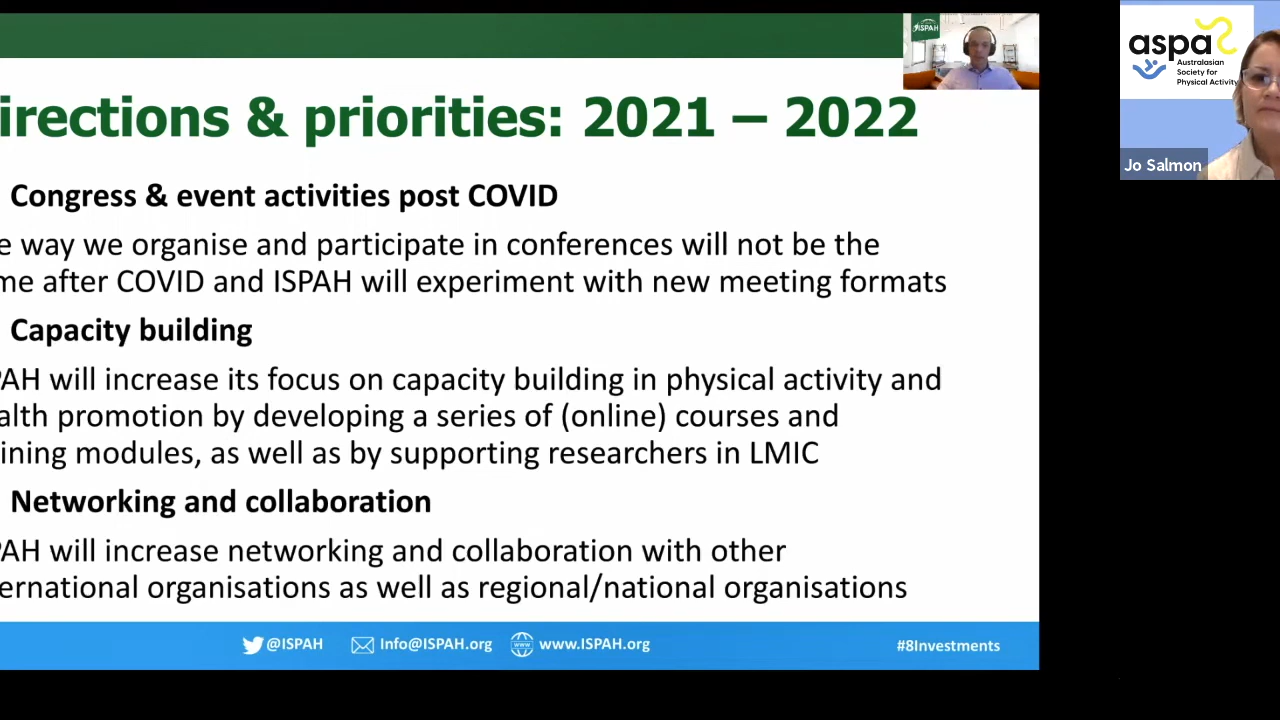 ISPAH
irections & priorities: 2021 – 2022
Congress & event activities post COVID
e way we organise and participate in conferences will not be the
me after COVID and ISPAH will experiment with new meeting formats
Capacity building
PAH will increase its focus on capacity building in physical activity and
alth promotion by developing a series of (online) courses and
ining modules, as well as by supporting researchers in LMIC
Networking and collaboration
PAH will increase networking and collaboration with other
ernational organisations as well as regional/national organisations
@ISPAH
Info@ISPAH.org
www
www.ISPAH.org
#8Investments
aspa
Australasian
Society for
Physical Activity
Jo Salmon